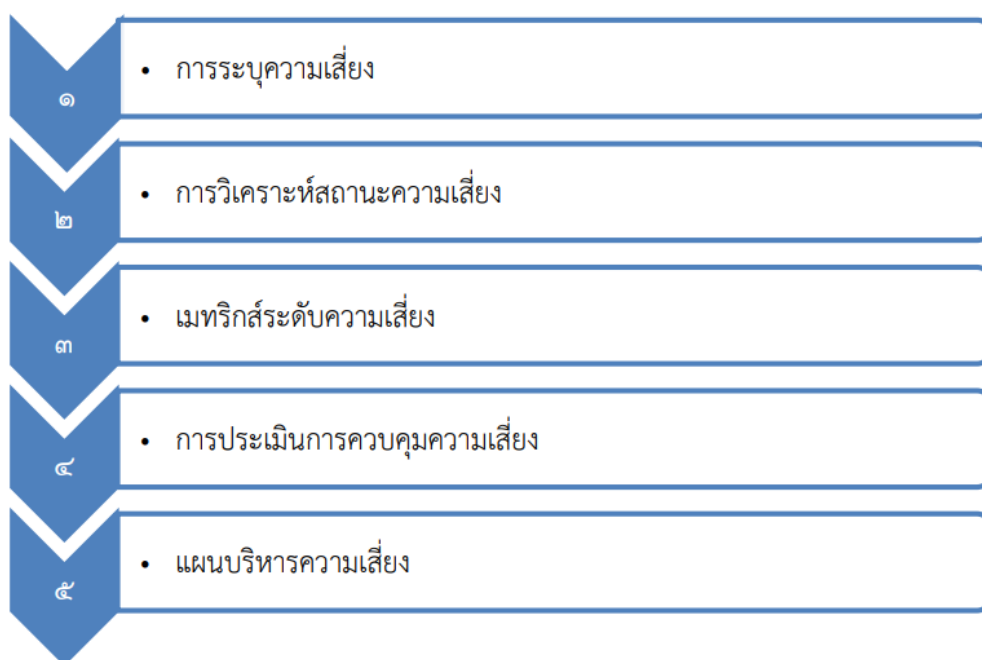 ๑
• การระบุความเสี่ยง
๒
• การวิเคราะห์สถานะความเสี่ยง
๓
• เมทริกส์ระดับความเสี่ยง
๔
• การประเมินการควบคุมความเสี่ยง
๕
• แผนบริหารความเสี่ยง